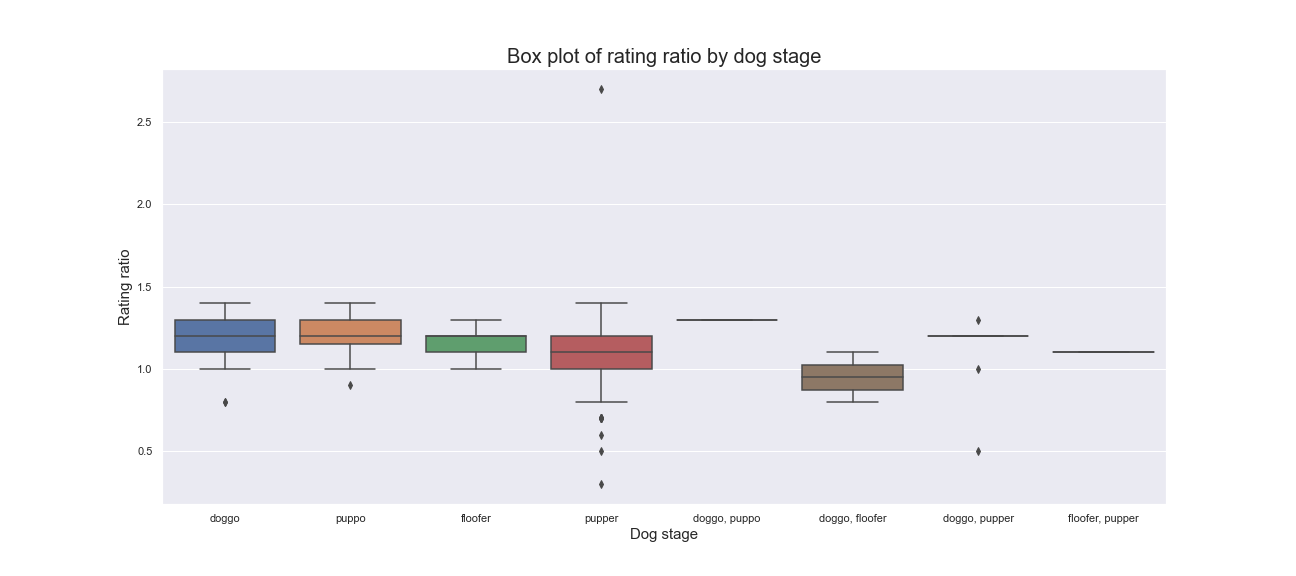 Box plot of rating ratio by dog stage
Rating ratio
2.5
2.0
1.5
1.0
0.5
doggo
puppo
floofer
pupper
doggo, puppo
doggo, floofer
doggo, pupper
floofer, pupper
Dog stage